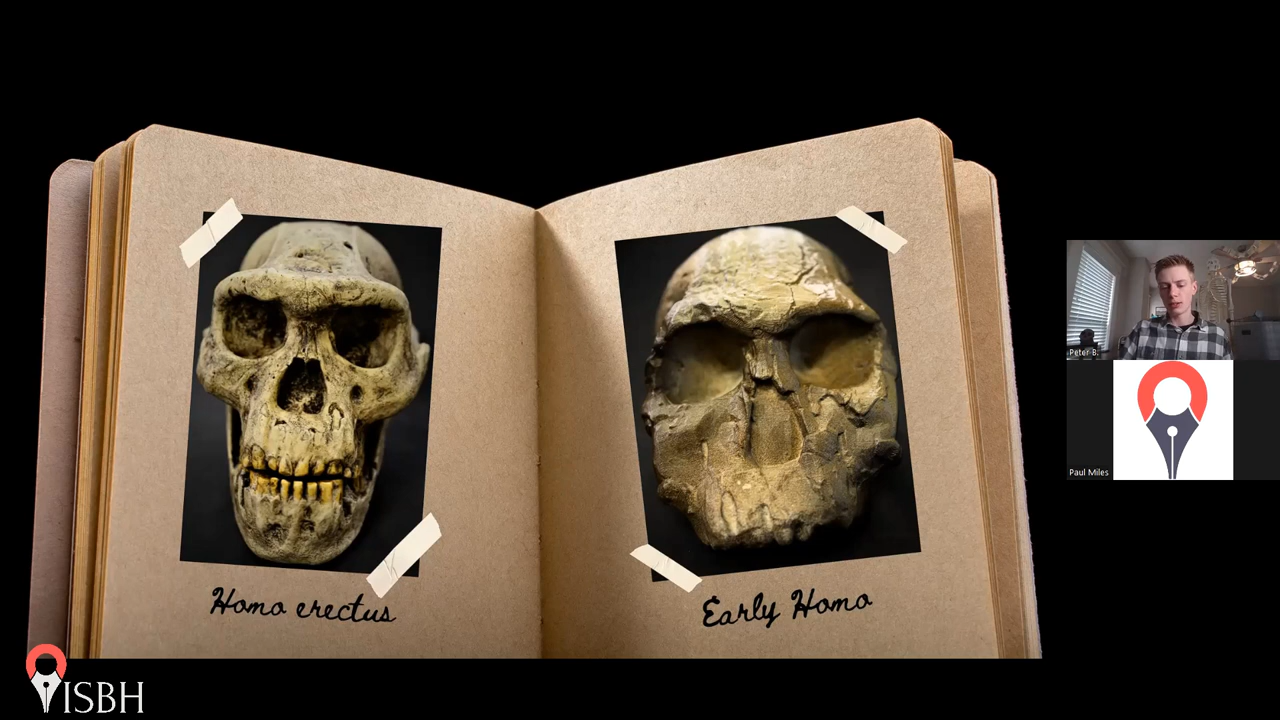 Homo erectus
Early Homo
Peter B.
Paul Miles
ISBH